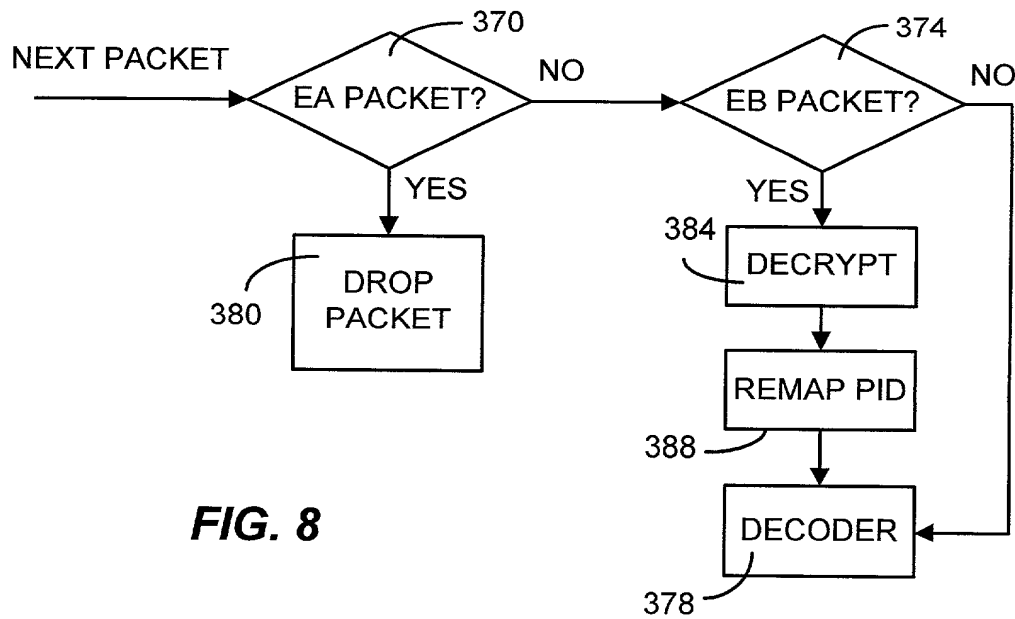 370
374
NEXT PACKET
EA PACKET?
NO
EB PACKET?
NO
YES
YES
380
DROP
PACKET
384
DECRYPT
REMAP PID
388
DECODER
378
FIG. 8